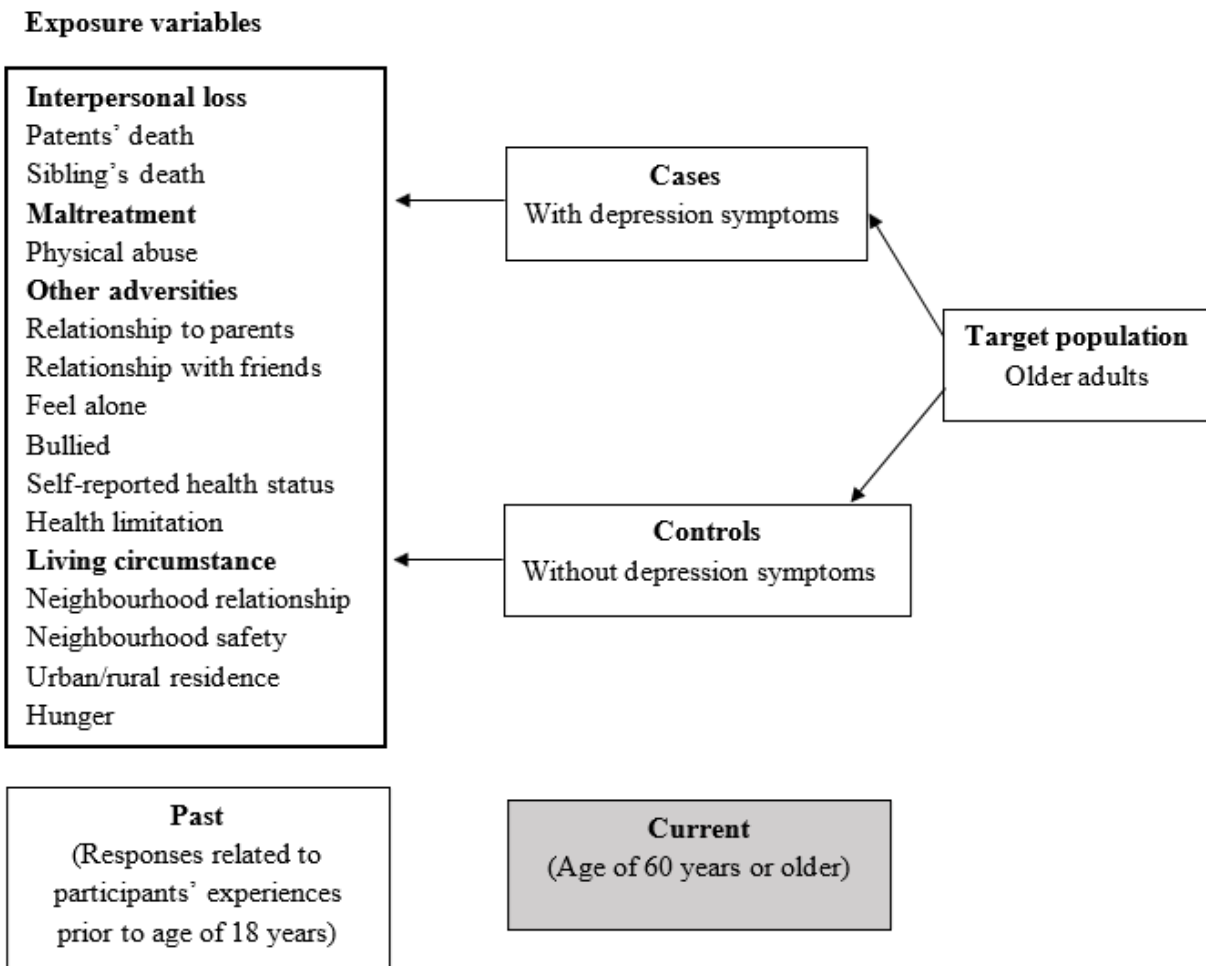 Exposure variables
Interpersonal loss
Patents’ death
Sibling’s death
Maltreatment
Physical abuse
Other adversities
Relationship to parents
Relationship with friends
Feel alone
Bullied
Self-reported health status
Health limitation
Living circumstance
Neighbourhood relationship
Neighbourhood safety
Urban/rural residence
Hunger
Cases
With depression symptoms
Controls
Without depression symptoms
Target population
Older adults
Past
(Responses related to
participants’ experiences
prior to age of 18 years)
Current
(Age of 60 years or older)